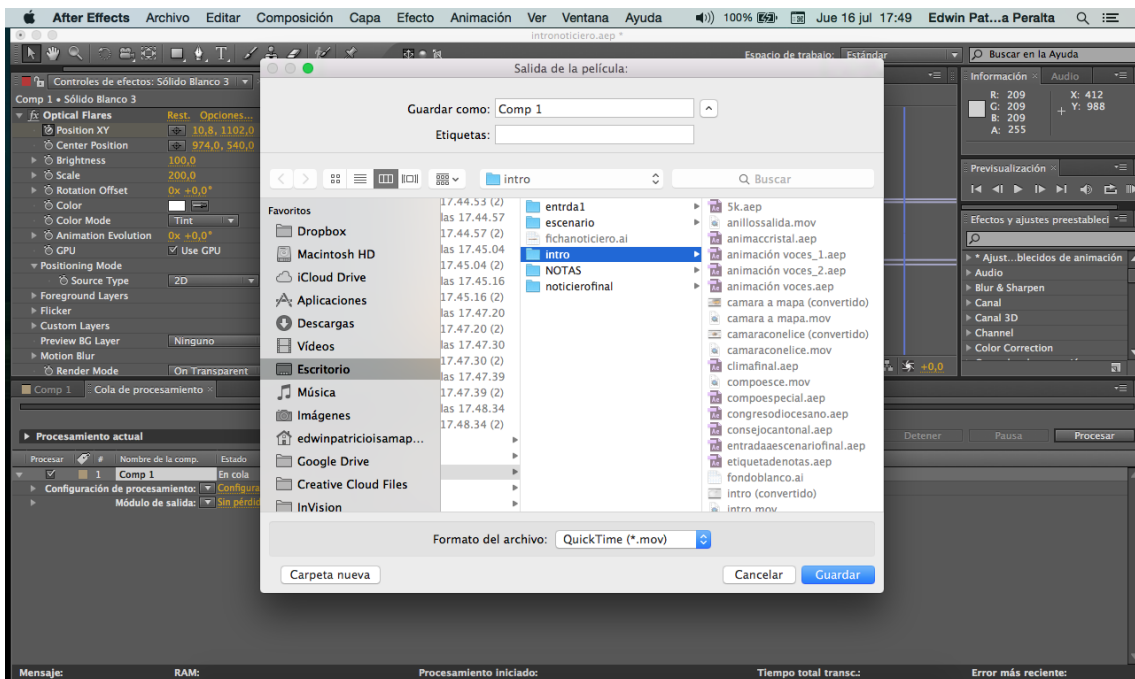 After Effects Archivo Editar Composición Capa Efecto Animación Ver Ventana Ayuda 100% Jue 16 jul 17:49 Edwin Pat...a Peralta
intronoticiero.aep *
Espacio de trabajo: Estándar
Buscar en la Ayuda
Controles de efectos: Sólido Blanco 3
Comp 1 • Sólido Blanco 3
fx Optical Flares Rest. Opciones...
Position XY 10,8, 1102,0
Center Position 974,0, 540,0
Brightness 100,0
Scale 200,0
Rotation Offset 0x +0,0°
Color
Color Mode Tint
Animation Evolution 0x +0,0°
GPU Use GPU
Positioning Mode
Source Type 2D
Foreground Layers
Flicker
Custom Layers
Preview BG Layer Ninguno
Motion Blur
Render Mode On Transparent
Salida de la película:
Guardar como: Comp 1
Etiquetas:
intro
Buscar
Favoritos
Dropbox
Macintosh HD
iCloud Drive
Aplicaciones
Descargas
Vídeos
Escritorio
Música
Imágenes
edwinpatricioisamap...
Google Drive
Creative Cloud Files
InVision
17.44.53 (2)
las 17.44.57
17.44.57 (2)
las 17.45.04
17.45.04 (2)
las 17.45.16
17.45.16 (2)
las 17.47.20
17.47.20 (2)
las 17.47.30
17.47.30 (2)
las 17.47.39
17.47.39 (2)
las 17.48.34
17.48.34 (2)
entrda1
escenario
fichanoticiero.ai
intro
NOTAS
noticierofinal
5k.aep
anillossalida.mov
animaccristal.aep
animación voces_1.aep
animación voces_2.aep
animación voces.aep
camara a mapa (convertido)
camara a mapa.mov
camaraconelice (convertido)
camaraconelice.mov
climafinal.aep
compoesce.mov
compoespecial.aep
congresodiocesano.aep
consejocantonal.aep
entradaaescenariofinal.aep
etiquetadenotas.aep
fondoblanco.ai
intro (convertido)
intro.mov
Formato del archivo: QuickTime (*.mov)
Carpeta nueva
Cancelar
Guardar
Información Audio
R: 209 X: 412
G: 209 + Y: 988
B: 209
A: 255
Previsualización
Efectos y ajustes preestableci
* Ajust...blecidos de animación
Audio
Blur & Sharpen
Canal
Canal 3D
Channel
Color Correction
+0,0
Comp 1 Cola de procesamiento
Procesamiento actual
Detener Pausa Procesar
Procesar # Nombre de la comp. Estado
1 Comp 1 En cola
Configuración de procesamiento: Configura
Módulo de salida: Sin pérdid
Mensaje: RAM: Procesamiento iniciado: Tiempo total transc.: Error más reciente: